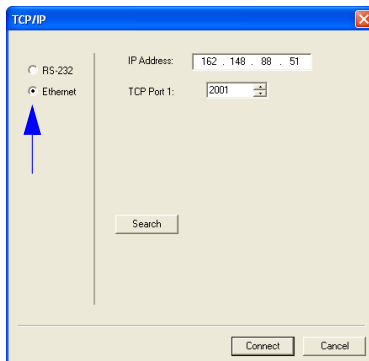 TCP/IP
RS-232
Ethernet
IP Address: 162 . 148 . 88 . 51
TCP Port 1: 2001
Search
Connect Cancel